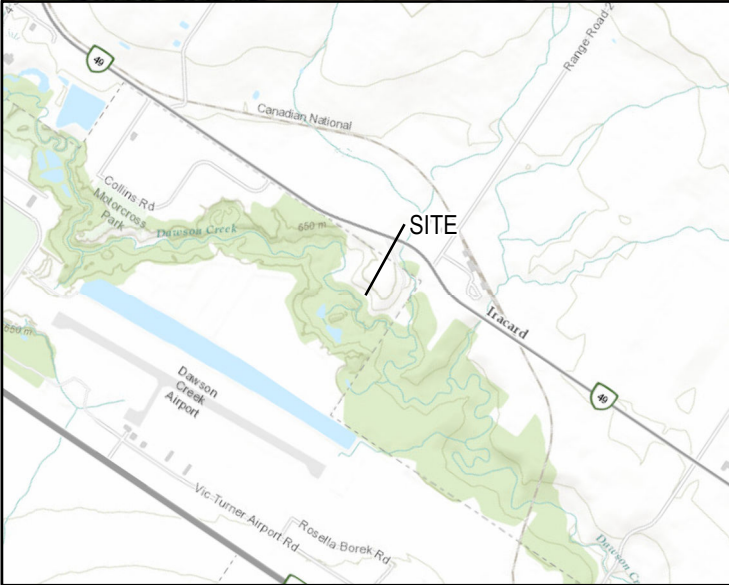 49
Range Road 2
Canadian National
Collins Rd
Motorcross
Park
Dawson Creek
650 m
SITE
Tracard
650 m
Dawson
Creek
Airport
49
Vic Turner Airport Rd
Rosella Borek Rd
Dawson Cr